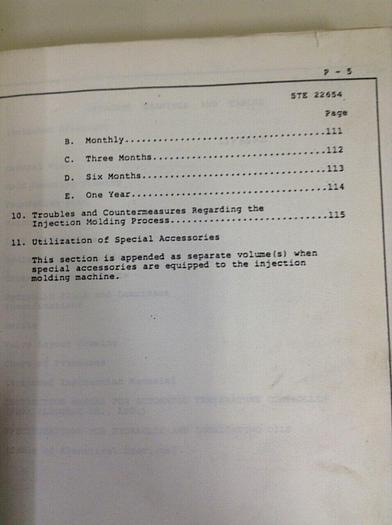 P - 5
STE 22654
Page
B. Monthly...................................111
C. Three Months..............................112
D. Six Months................................113
E. One Year..................................114
10. Troubles and Countermeasures Regarding the
Injection Molding Process............................115
11. Utilization of Special Accessories
This section is appended as separate volume(s) when
special accessories are equipped to the injection
molding machine.